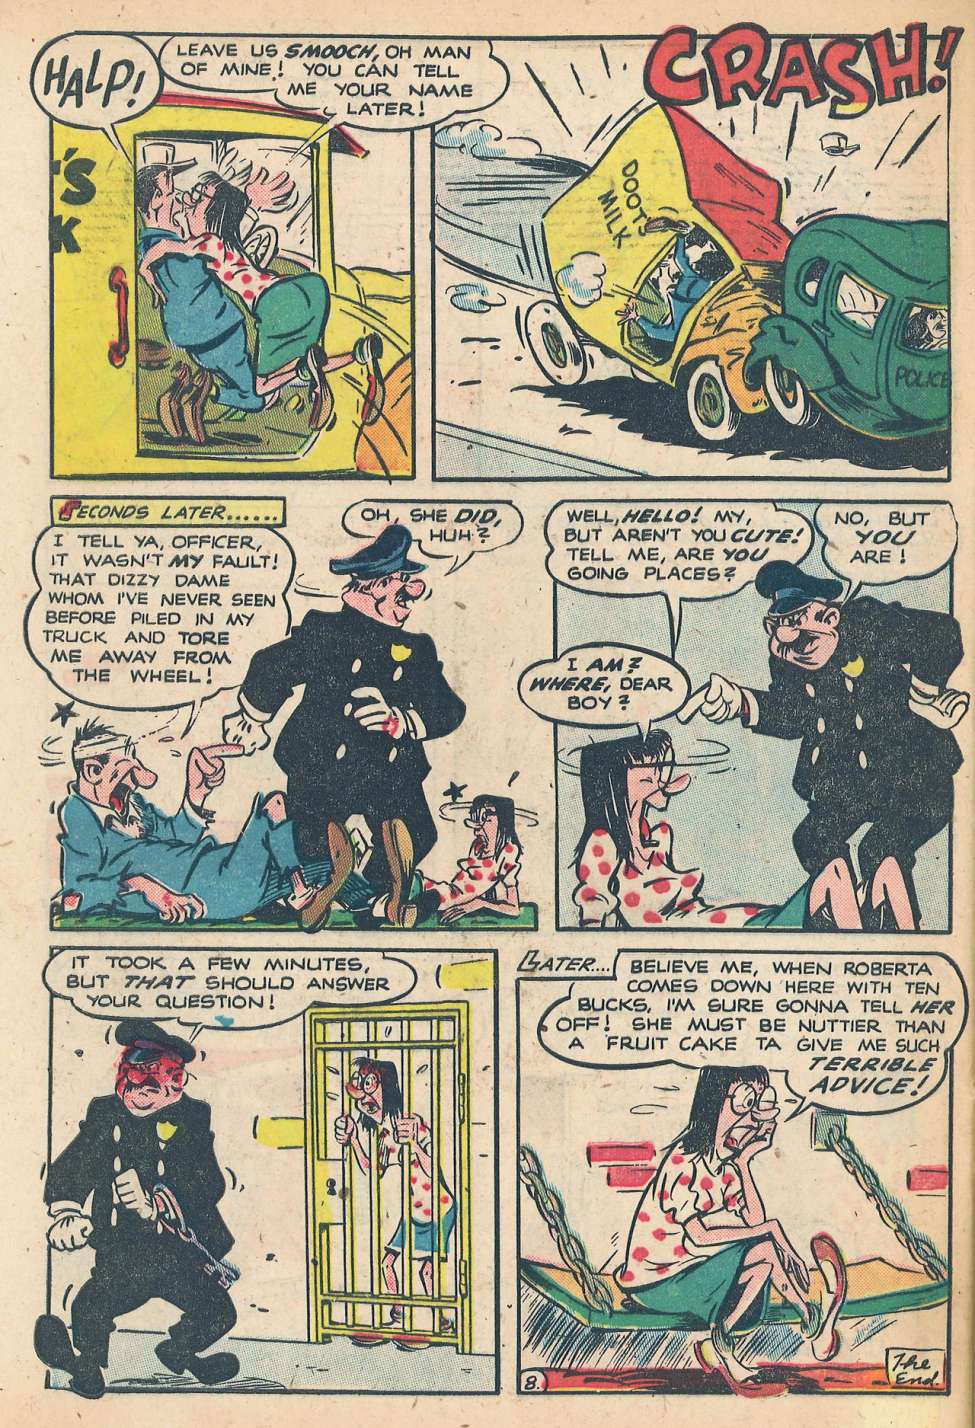 HALP!
LEAVE US SMOOCH, OH MAN
OF MINE! YOU CAN TELL
ME YOUR NAME
LATER!
'S
K
CRASH!
DOOT'S
MILK
POLICE
SECONDS LATER......
I TELL YA, OFFICER,
IT WASN'T MY FAULT!
THAT DIZZY DAME
WHOM I'VE NEVER SEEN
BEFORE PILED IN MY
TRUCK AND TORE
ME AWAY FROM
THE WHEEL!
OH, SHE DID,
HUH?
WELL, HELLO! MY,
BUT AREN'T YOU CUTE!
TELL ME, ARE YOU
GOING PLACES?
NO, BUT
YOU
ARE!
I AM?
WHERE, DEAR
BOY?
IT TOOK A FEW MINUTES,
BUT THAT SHOULD ANSWER
YOUR QUESTION!
LATER....
BELIEVE ME, WHEN ROBERTA
COMES DOWN HERE WITH TEN
BUCKS, I'M SURE GONNA TELL HER
OFF! SHE MUST BE NUTTIER THAN
A FRUIT CAKE TA GIVE ME SUCH
TERRIBLE
ADVICE!
8.
The
End.